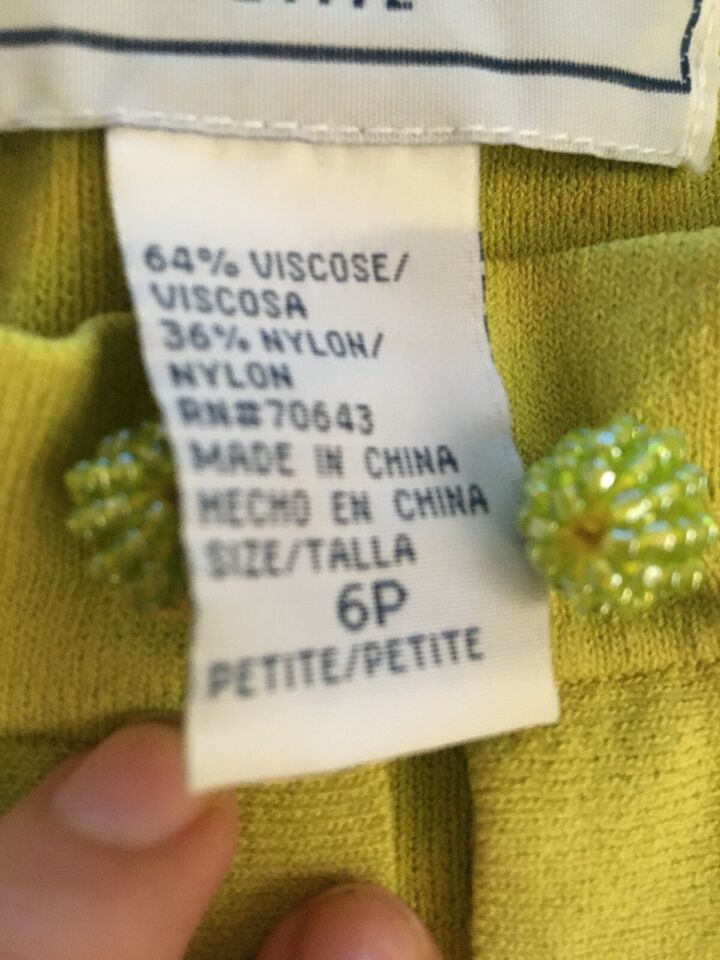 64% VISCOSE/
VISCOSA
36% NYLON/
NYLON
RN#70643
MADE IN CHINA
HECHO EN CHINA
SIZE/TALLA
6P
PETITE/PETITE